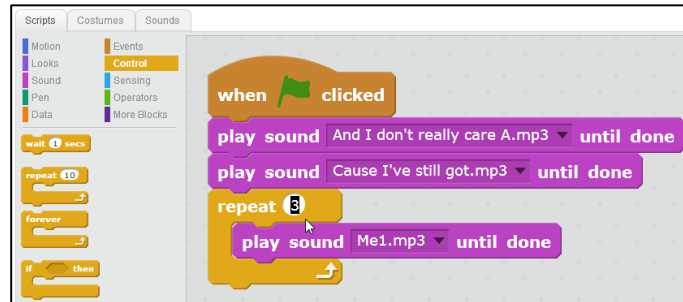 Scripts Costumes Sounds
Motion Events
Looks Control
Sound Sensing
Pen Operators
Data More Blocks
wait 1 secs
repeat 10
forever
if then
when clicked
play sound And I don't really care A.mp3 until done
play sound Cause I've still got.mp3 until done
repeat 3
play sound Me1.mp3 until done